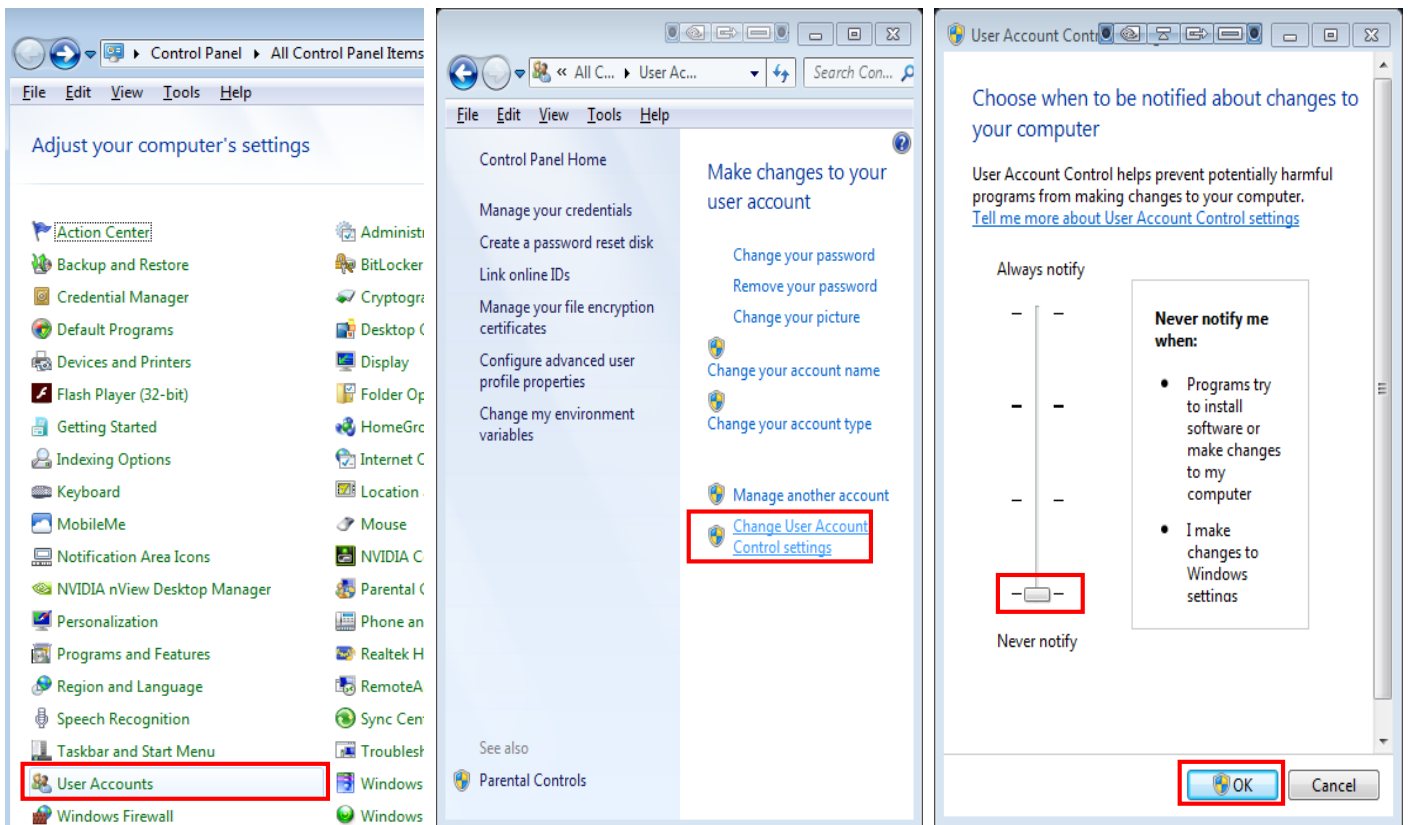 Control Panel ▸ All Control Panel Items
File Edit View Tools Help
Adjust your computer's settings
Action Center
Backup and Restore
Credential Manager
Default Programs
Devices and Printers
Flash Player (32-bit)
Getting Started
Indexing Options
Keyboard
MobileMe
Notification Area Icons
NVIDIA nView Desktop Manager
Personalization
Programs and Features
Region and Language
Speech Recognition
Taskbar and Start Menu
User Accounts
Windows Firewall
Administr
BitLocker
Cryptogra
Desktop
Display
Folder Op
HomeGro
Internet
Location
Mouse
NVIDIA C
Parental
Phone an
Realtek H
RemoteA
Sync Cen
Troublesh
Windows
Windows
« All C... ▸ User Ac...
Search Con...
File Edit View Tools Help
Control Panel Home
Manage your credentials
Create a password reset disk
Link online IDs
Manage your file encryption
certificates
Configure advanced user
profile properties
Change my environment
variables
See also
Parental Controls
Make changes to your
user account
Change your password
Remove your password
Change your picture
Change your account name
Change your account type
Manage another account
Change User Account
Control settings
User Account Contr
Choose when to be notified about changes to
your computer
User Account Control helps prevent potentially harmful
programs from making changes to your computer.
Tell me more about User Account Control settings
Always notify
Never notify me
when:
• Programs try
to install
software or
make changes
to my
computer
• I make
changes to
Windows
settings
Never notify
OK Cancel